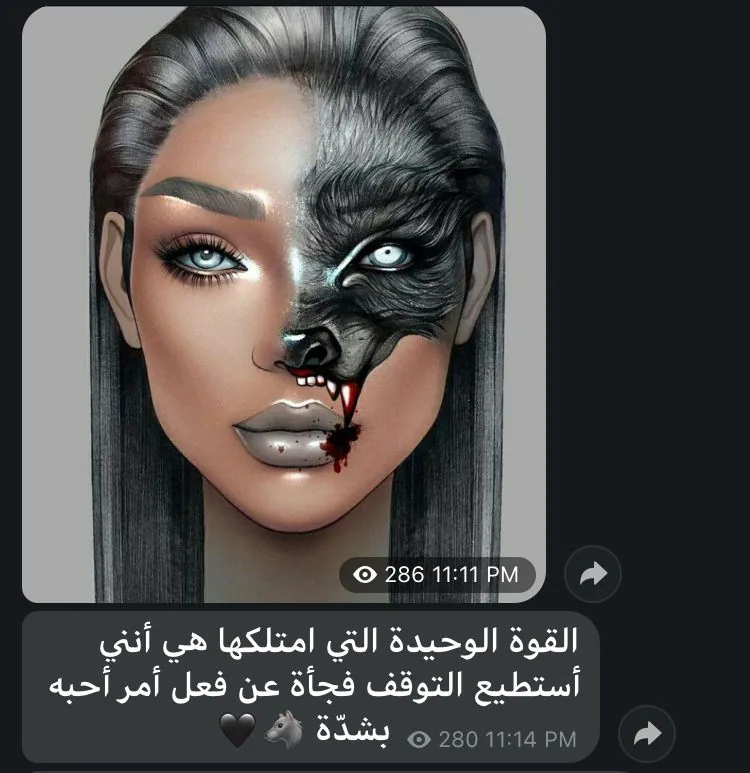 286 11:11 PM
القوة الوحيدة التي امتلكها هي أنني
أستطيع التوقف فجأة عن فعل أمر أحبه
بشدّة 🐺🖤
280 11:14 PM